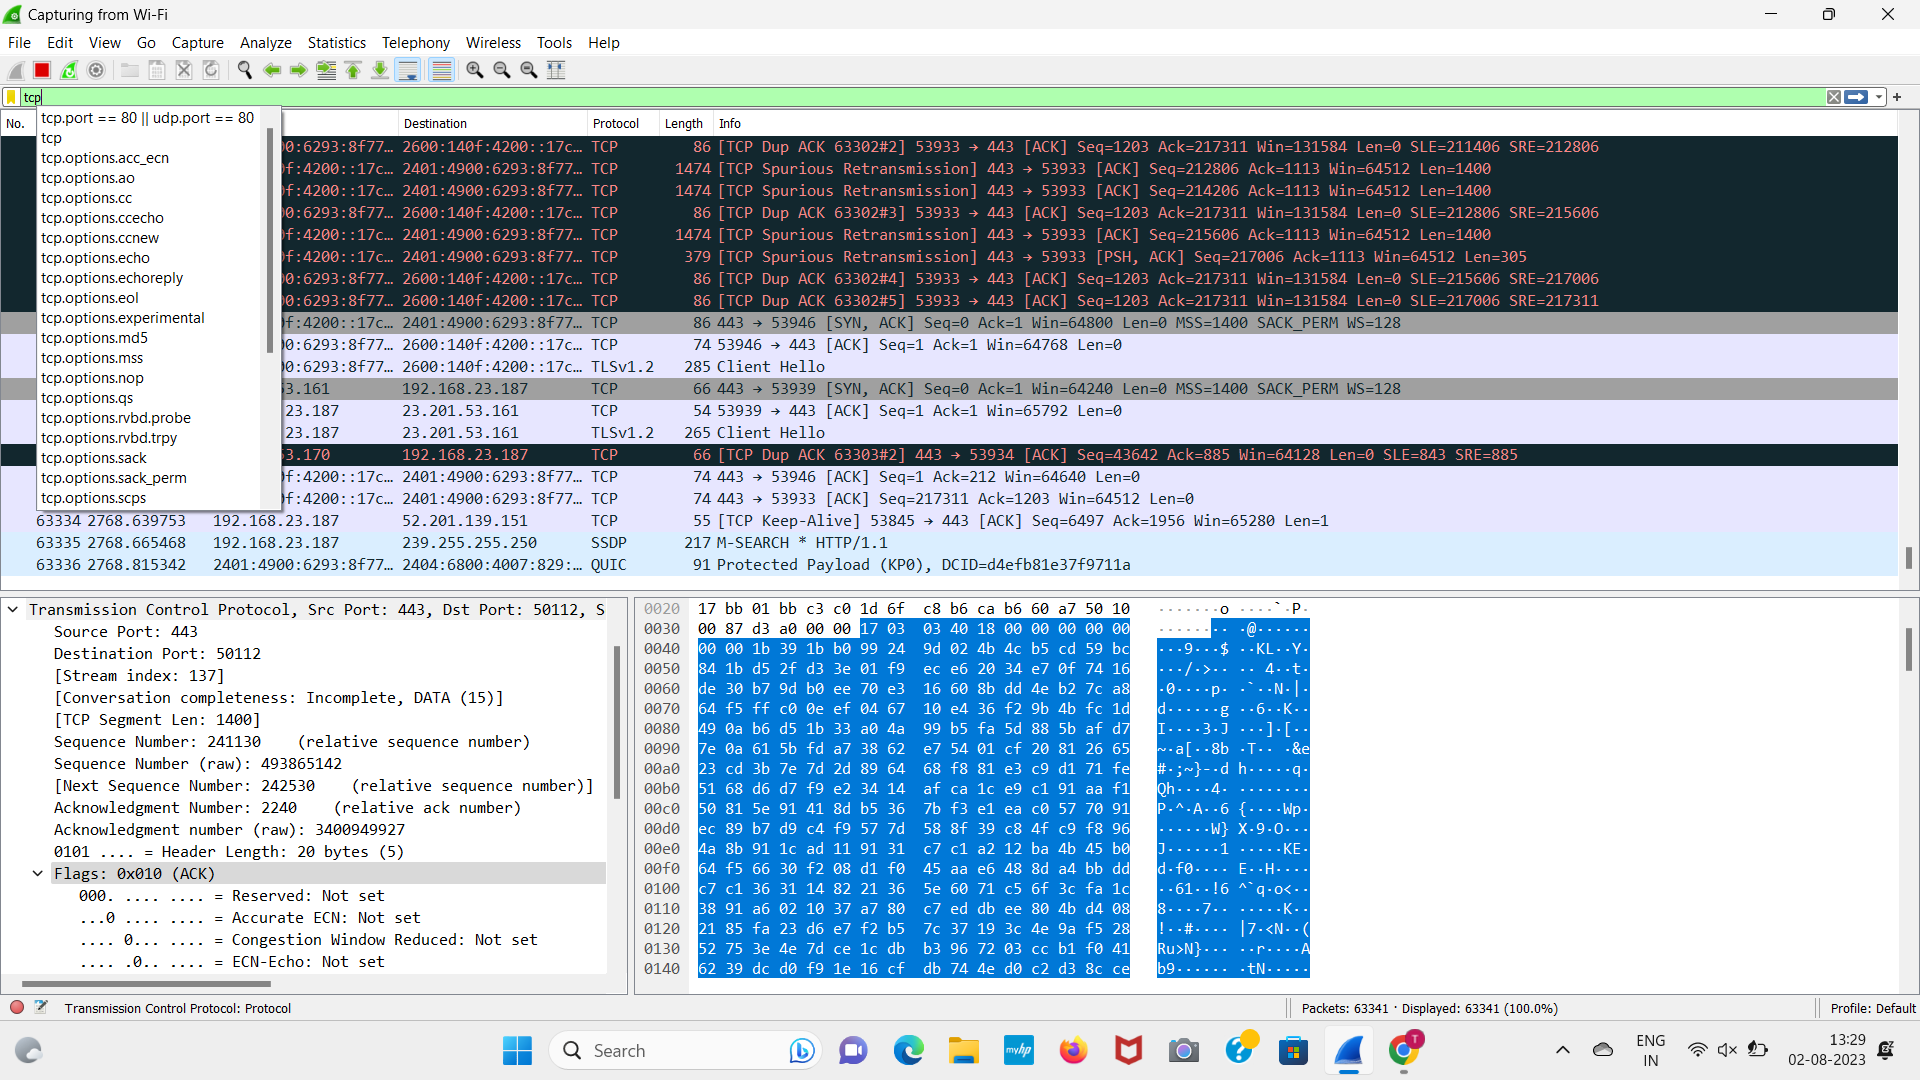 Capturing from Wi-Fi
File Edit View Go Capture Analyze Statistics Telephony Wireless Tools Help
tcp
No. Destination Protocol Length Info
tcp.port == 80 || udp.port == 80
tcp
tcp.options.acc_ecn
tcp.options.ao
tcp.options.cc
tcp.options.ccecho
tcp.options.ccnew
tcp.options.echo
tcp.options.echoreply
tcp.options.eol
tcp.options.experimental
tcp.options.md5
tcp.options.mss
tcp.options.nop
tcp.options.qs
tcp.options.rvbd.probe
tcp.options.rvbd.trpy
tcp.options.sack
tcp.options.sack_perm
tcp.options.scps
00:6293:8f77… 2600:140f:4200::17c… TCP 86 [TCP Dup ACK 63302#2] 53933 → 443 [ACK] Seq=1203 Ack=217311 Win=131584 Len=0 SLE=211406 SRE=212806
0f:4200::17c… 2401:4900:6293:8f77… TCP 1474 [TCP Spurious Retransmission] 443 → 53933 [ACK] Seq=212806 Ack=1113 Win=64512 Len=1400
0f:4200::17c… 2401:4900:6293:8f77… TCP 1474 [TCP Spurious Retransmission] 443 → 53933 [ACK] Seq=214206 Ack=1113 Win=64512 Len=1400
00:6293:8f77… 2600:140f:4200::17c… TCP 86 [TCP Dup ACK 63302#3] 53933 → 443 [ACK] Seq=1203 Ack=217311 Win=131584 Len=0 SLE=212806 SRE=215606
0f:4200::17c… 2401:4900:6293:8f77… TCP 1474 [TCP Spurious Retransmission] 443 → 53933 [ACK] Seq=215606 Ack=1113 Win=64512 Len=1400
0f:4200::17c… 2401:4900:6293:8f77… TCP 379 [TCP Spurious Retransmission] 443 → 53933 [PSH, ACK] Seq=217006 Ack=1113 Win=64512 Len=305
00:6293:8f77… 2600:140f:4200::17c… TCP 86 [TCP Dup ACK 63302#4] 53933 → 443 [ACK] Seq=1203 Ack=217311 Win=131584 Len=0 SLE=215606 SRE=217006
00:6293:8f77… 2600:140f:4200::17c… TCP 86 [TCP Dup ACK 63302#5] 53933 → 443 [ACK] Seq=1203 Ack=217311 Win=131584 Len=0 SLE=217006 SRE=217311
0f:4200::17c… 2401:4900:6293:8f77… TCP 86 443 → 53946 [SYN, ACK] Seq=0 Ack=1 Win=64800 Len=0 MSS=1400 SACK_PERM WS=128
00:6293:8f77… 2600:140f:4200::17c… TCP 74 53946 → 443 [ACK] Seq=1 Ack=1 Win=64768 Len=0
00:6293:8f77… 2600:140f:4200::17c… TLSv1.2 285 Client Hello
53.161 192.168.23.187 TCP 66 443 → 53939 [SYN, ACK] Seq=0 Ack=1 Win=64240 Len=0 MSS=1400 SACK_PERM WS=128
23.187 23.201.53.161 TCP 54 53939 → 443 [ACK] Seq=1 Ack=1 Win=65792 Len=0
23.187 23.201.53.161 TLSv1.2 265 Client Hello
53.170 192.168.23.187 TCP 66 [TCP Dup ACK 63303#2] 443 → 53934 [ACK] Seq=43642 Ack=885 Win=64128 Len=0 SLE=843 SRE=885
0f:4200::17c… 2401:4900:6293:8f77… TCP 74 443 → 53946 [ACK] Seq=1 Ack=212 Win=64640 Len=0
0f:4200::17c… 2401:4900:6293:8f77… TCP 74 443 → 53933 [ACK] Seq=217311 Ack=1203 Win=64512 Len=0
63334 2768.639753 192.168.23.187 52.201.139.151 TCP 55 [TCP Keep-Alive] 53845 → 443 [ACK] Seq=6497 Ack=1956 Win=65280 Len=1
63335 2768.665468 192.168.23.187 239.255.255.250 SSDP 217 M-SEARCH * HTTP/1.1
63336 2768.815342 2401:4900:6293:8f77… 2404:6800:4007:829:… QUIC 91 Protected Payload (KP0), DCID=d4efb81e37f9711a
Transmission Control Protocol, Src Port: 443, Dst Port: 50112, S
Source Port: 443
Destination Port: 50112
[Stream index: 137]
[Conversation completeness: Incomplete, DATA (15)]
[TCP Segment Len: 1400]
Sequence Number: 241130 (relative sequence number)
Sequence Number (raw): 493865142
[Next Sequence Number: 242530 (relative sequence number)]
Acknowledgment Number: 2240 (relative ack number)
Acknowledgment number (raw): 3400949927
0101 .... = Header Length: 20 bytes (5)
Flags: 0x010 (ACK)
000. .... .... = Reserved: Not set
...0 .... .... = Accurate ECN: Not set
.... 0... .... = Congestion Window Reduced: Not set
.... .0.. .... = ECN-Echo: Not set
0020 17 bb 01 bb c3 c0 1d 6f c8 b6 ca b6 60 a7 50 10 ·······o ····`·P·
0030 00 87 d3 a0 00 00 17 03 03 40 18 00 00 00 00 00 ········ ·@······
0040 00 00 1b 39 1b b0 99 24 9d 02 4b 4c b5 cd 59 bc ···9···$ ··KL··Y·
0050 84 1b d5 2f d3 3e 01 f9 ec e6 20 34 e7 0f 74 16 ···/·>·· ·· 4··t·
0060 de 30 b7 9d b0 ee 70 e3 16 60 8b dd 4e b2 7c a8 ·0····p· ·`··N·|·
0070 64 f5 ff c0 0e ef 04 67 10 e4 36 f2 9b 4b fc 1d d······g ··6··K··
0080 49 0a b6 d5 1b 33 a0 4a 99 b5 fa 5d 88 5b af d7 I····3·J ···]·[··
0090 7e 0a 61 5b fd a7 38 62 e7 54 01 cf 20 81 26 65 ~·a[··8b ·T·· ·&e
00a0 23 cd 3b 7e 7d 2d 89 64 68 f8 81 e3 c9 d1 71 fe #·;~}-·d h·····q·
00b0 51 68 d6 d7 f9 e2 34 14 af ca 1c e9 c1 91 aa f1 Qh····4· ········
00c0 50 81 5e 91 41 8d b5 36 7b f3 e1 ea c0 57 70 91 P·^·A··6 {····Wp·
00d0 ec 89 b7 d9 c4 f9 57 7d 58 8f 39 c8 4f c9 f8 96 ······W} X·9·O···
00e0 4a 8b 91 1c ad 11 91 31 c7 c1 a2 12 ba 4b 45 b0 J······1 ·····KE·
00f0 64 f5 66 30 f2 08 d1 f0 45 aa e6 48 8d a4 bb dd d·f0···· E··H····
0100 c7 c1 36 31 14 82 21 36 5e 60 71 c5 6f 3c fa 1c ··61··!6 ^`q·o<··
0110 38 91 a6 02 10 37 a7 80 c7 ed db ee 80 4b d4 08 8····7·· ·····K··
0120 21 85 fa 23 d6 e7 f2 b5 7c 37 19 3c 4e 9a f5 28 !··#···· |7·<N··(
0130 52 75 3e 4e 7d ce 1c db b3 96 72 03 cc b1 f0 41 Ru>N}··· ··r····A
0140 62 39 dc d0 f9 1e 16 cf db 74 4e d0 c2 d3 8c ce b9······ ·tN·····
Transmission Control Protocol: Protocol
Packets: 63341 · Displayed: 63341 (100.0%)
Profile: Default
Search
myhp
T
ENG
IN
13:29
02-08-2023